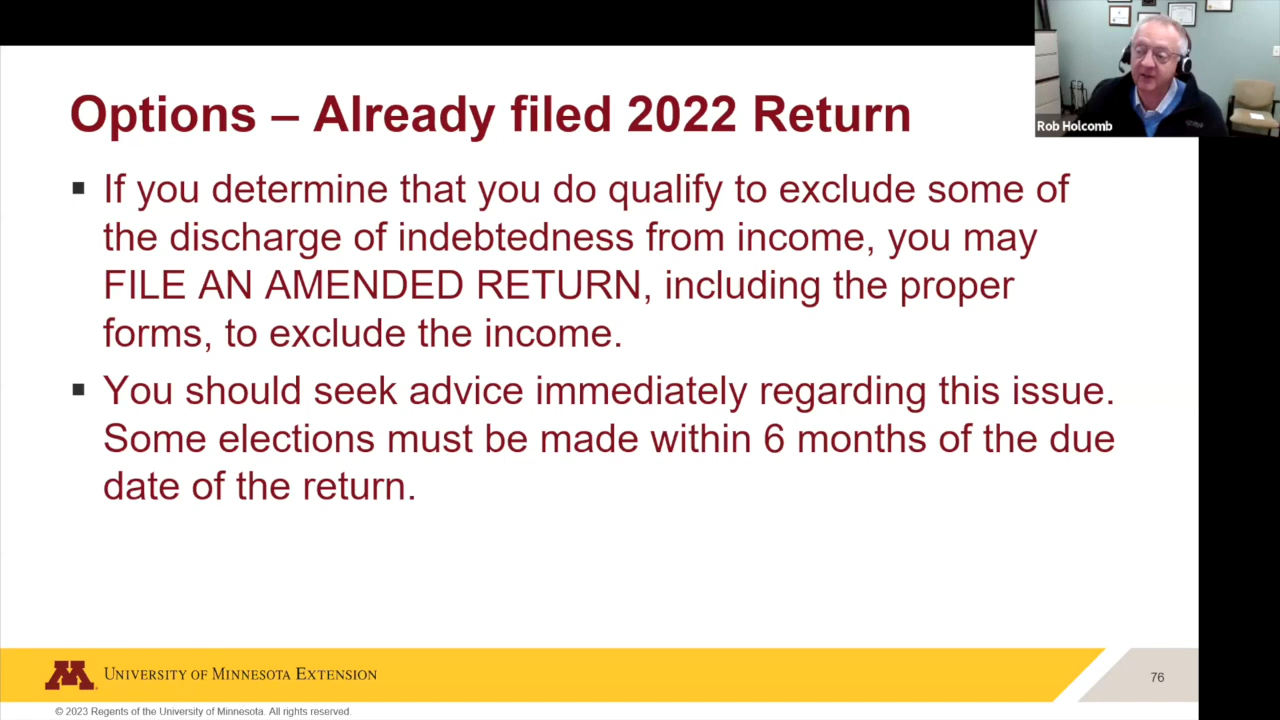 Rob Holcomb
Options – Already filed 2022 Return
▪ If you determine that you do qualify to exclude some of
the discharge of indebtedness from income, you may
FILE AN AMENDED RETURN, including the proper
forms, to exclude the income.
▪ You should seek advice immediately regarding this issue.
Some elections must be made within 6 months of the due
date of the return.
M
UNIVERSITY OF MINNESOTA EXTENSION
76
© 2023 Regents of the University of Minnesota. All rights reserved.